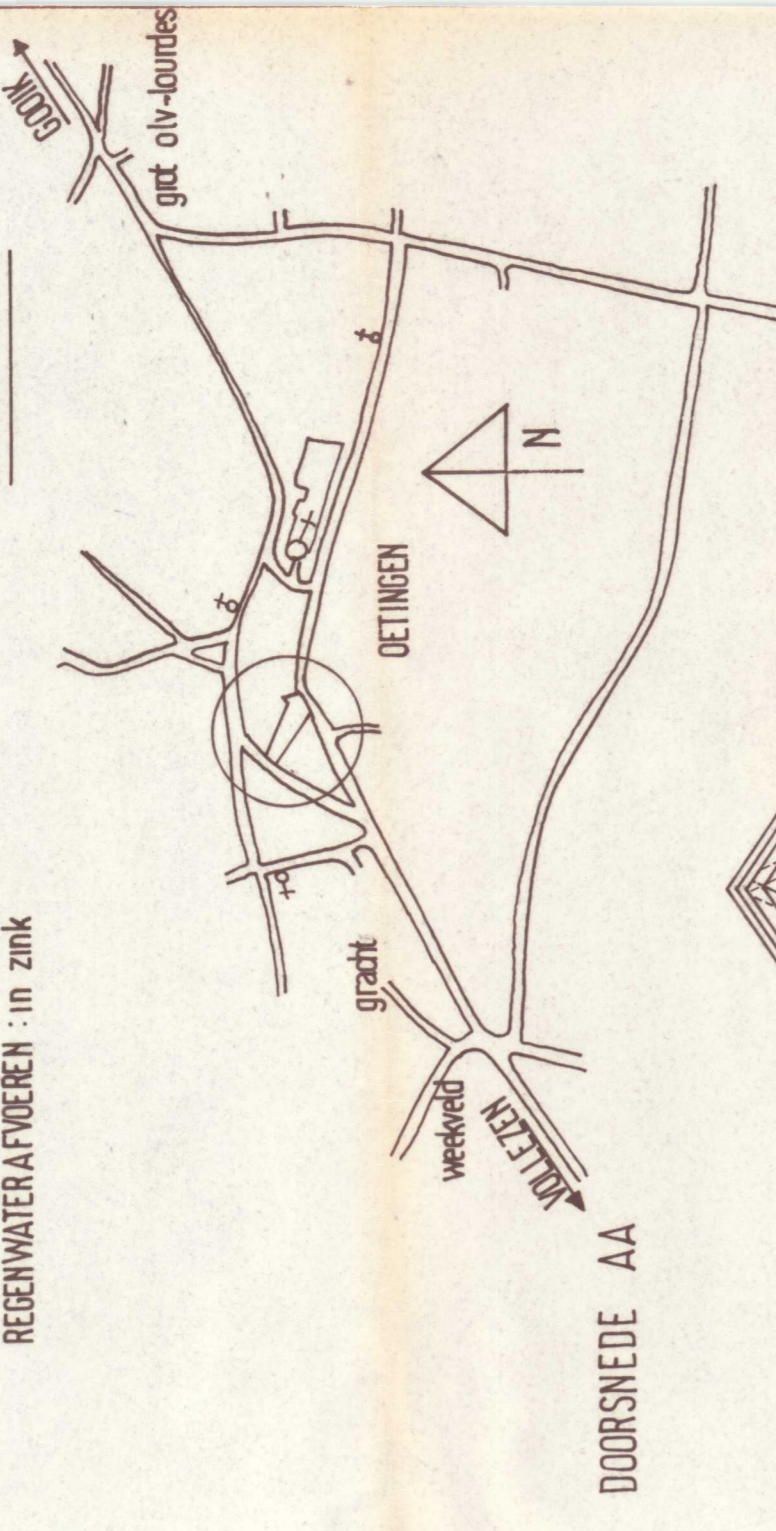 REGENWATERAFVOEREN : in zink
GOOIK
grot olv-lourdes
N
OETINGEN
gracht
weekveld
VOLLEZEN
DOORSNEDE AA